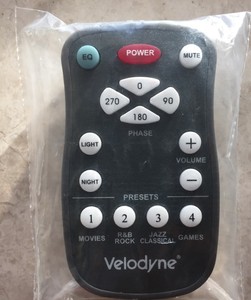 EQ POWER MUTE
0
270 90
180
PHASE
LIGHT +
VOLUME
NIGHT −
PRESETS
1 2 3 4
MOVIES R&B ROCK JAZZ CLASSICAL GAMES
Velodyne®